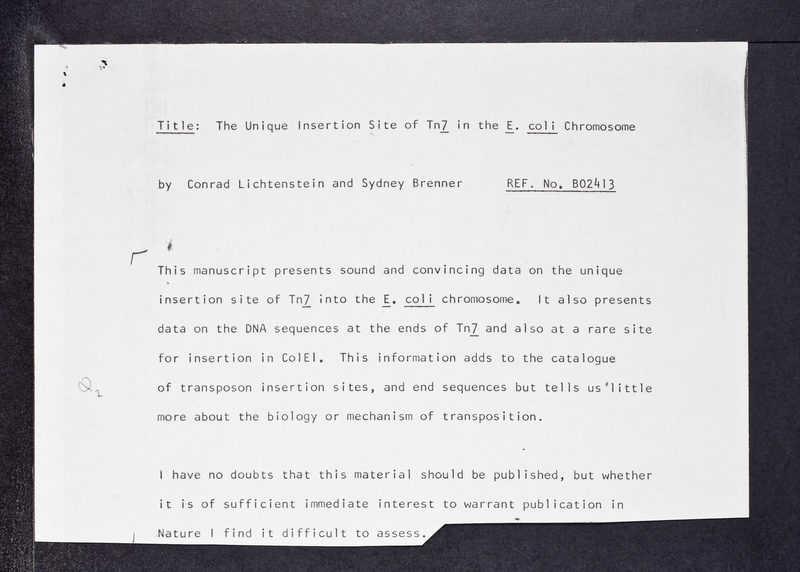 Title: The Unique Insertion Site of Tn7 in the E. coli Chromosome
by Conrad Lichtenstein and Sydney Brenner REF. No. B02413
This manuscript presents sound and convincing data on the unique
insertion site of Tn7 into the E. coli chromosome. It also presents
data on the DNA sequences at the ends of Tn7 and also at a rare site
for insertion in ColEl. This information adds to the catalogue
of transposon insertion sites, and end sequences but tells us little
more about the biology or mechanism of transposition.
I have no doubts that this material should be published, but whether
it is of sufficient immediate interest to warrant publication in
Nature I find it difficult to assess.